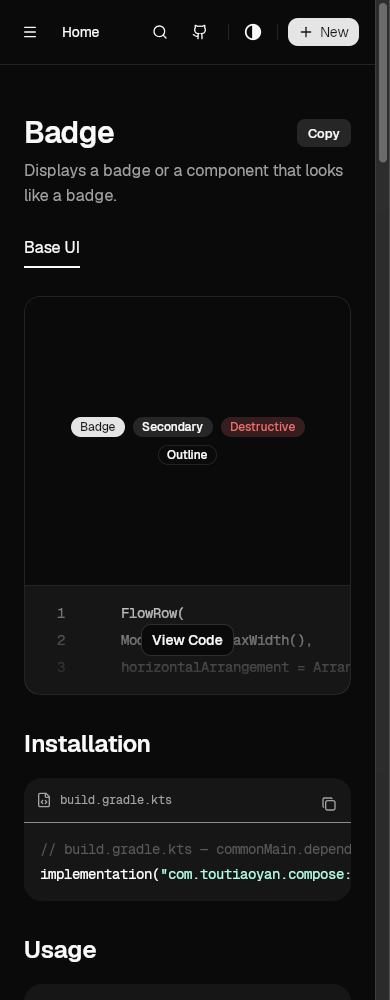 Home
New
Badge
Copy
Displays a badge or a component that looks
like a badge.
Base UI
Badge Secondary Destructive
Outline
1 FlowRow(
2 axWidth(),
View Code
3 horizontalArrangement = Arran
Installation
build.gradle.kts
// build.gradle.kts — commonMain.depend
implementation("com.toutiaoyan.compose:
Usage